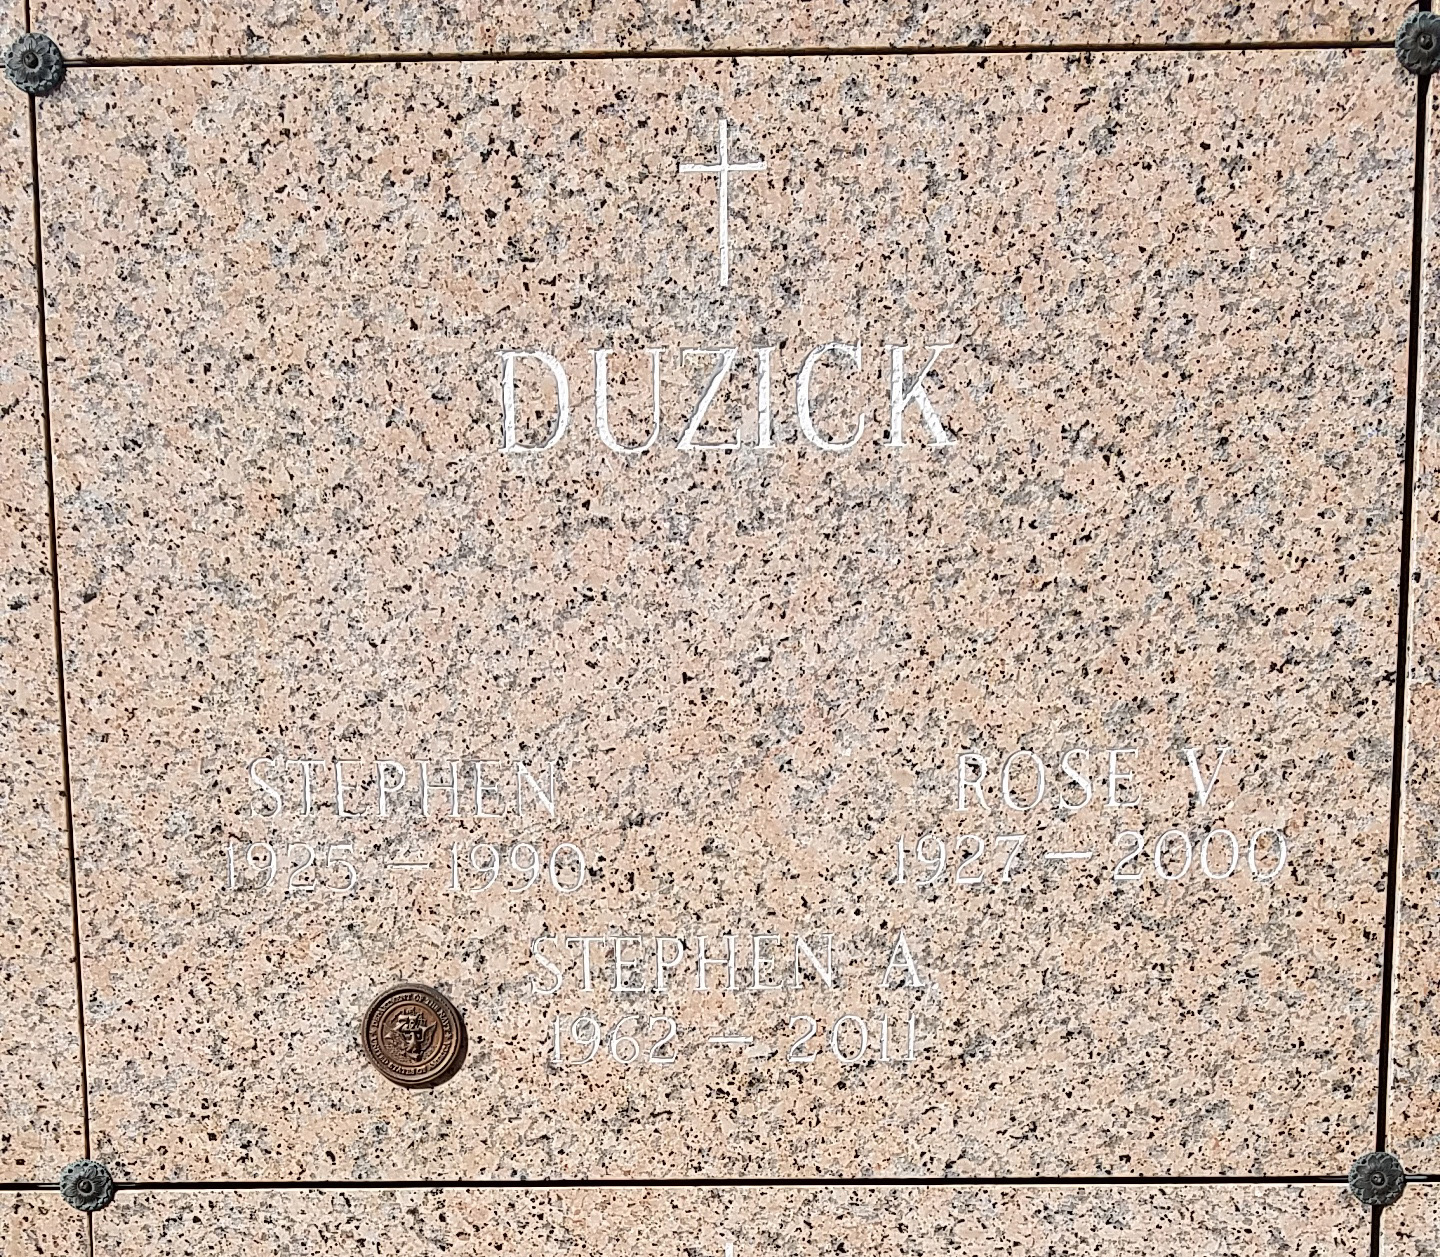 DUZICK
STEPHEN
1925 — 1990
ROSE V
1927 — 2000
STEPHEN A
1962 — 2011